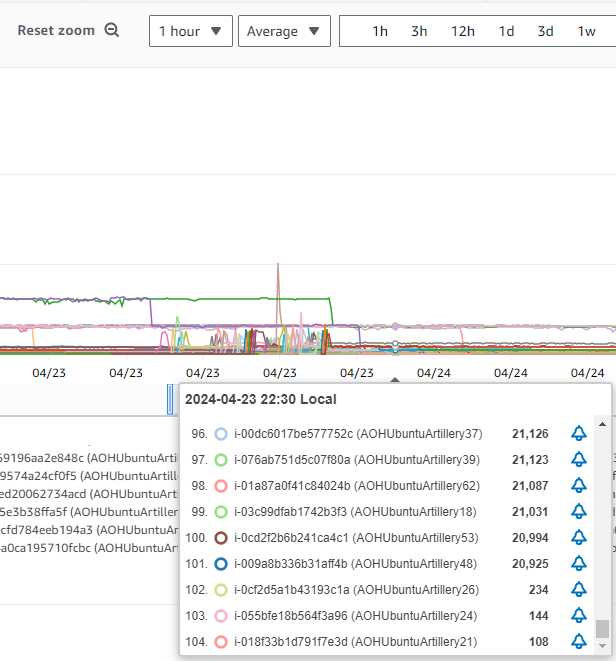 Reset zoom
1 hour
Average
1h 3h 12h 1d 3d 1w
04/23 04/23 04/23 04/23 04/23 04/23 04/24 04/24
2024-04-23 22:30 Local
96. i-00dc6017be577752c (AOHUbuntuArtillery37) 21,126
97. i-076ab751d5c07f80a (AOHUbuntuArtillery39) 21,123
98. i-01a87a0f41c84024b (AOHUbuntuArtillery62) 21,087
99. i-03c99dfab1742b3f3 (AOHUbuntuArtillery18) 21,031
100. i-0cd2f2b6b241ca4c1 (AOHUbuntuArtillery53) 20,994
101. i-009a8b336b31aff4b (AOHUbuntuArtillery48) 20,925
102. i-0cf2d5a1b43193c1a (AOHUbuntuArtillery26) 234
103. i-055bfe18b564f3a96 (AOHUbuntuArtillery24) 144
104. i-018f33b1d791f7e3d (AOHUbuntuArtillery21) 108
59196aa2e848c (AOHUbuntuArti
9574a24cf0f5 (AOHUbuntuArtill
ed20062734acd (AOHUbuntuArti
5e3b38ffa5f (AOHUbuntuArtiller
cfd784eeb194a3 (AOHUbuntuArt
a0ca195710fcbc (AOHUbuntuArt